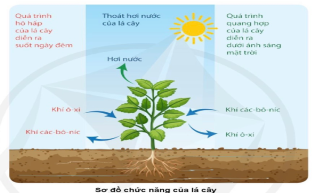 Quá trình
hô hấp
của lá cây
diễn ra
suốt ngày đêm
Thoát hơi nước
của lá cây
Quá trình
quang hợp
của lá cây
diễn ra
dưới ánh sáng
mặt trời
Hơi nước
Khí ô-xi
Khí các-bô-níc
Khí các-bô-níc
Khí ô-xi
Sơ đồ chức năng của lá cây